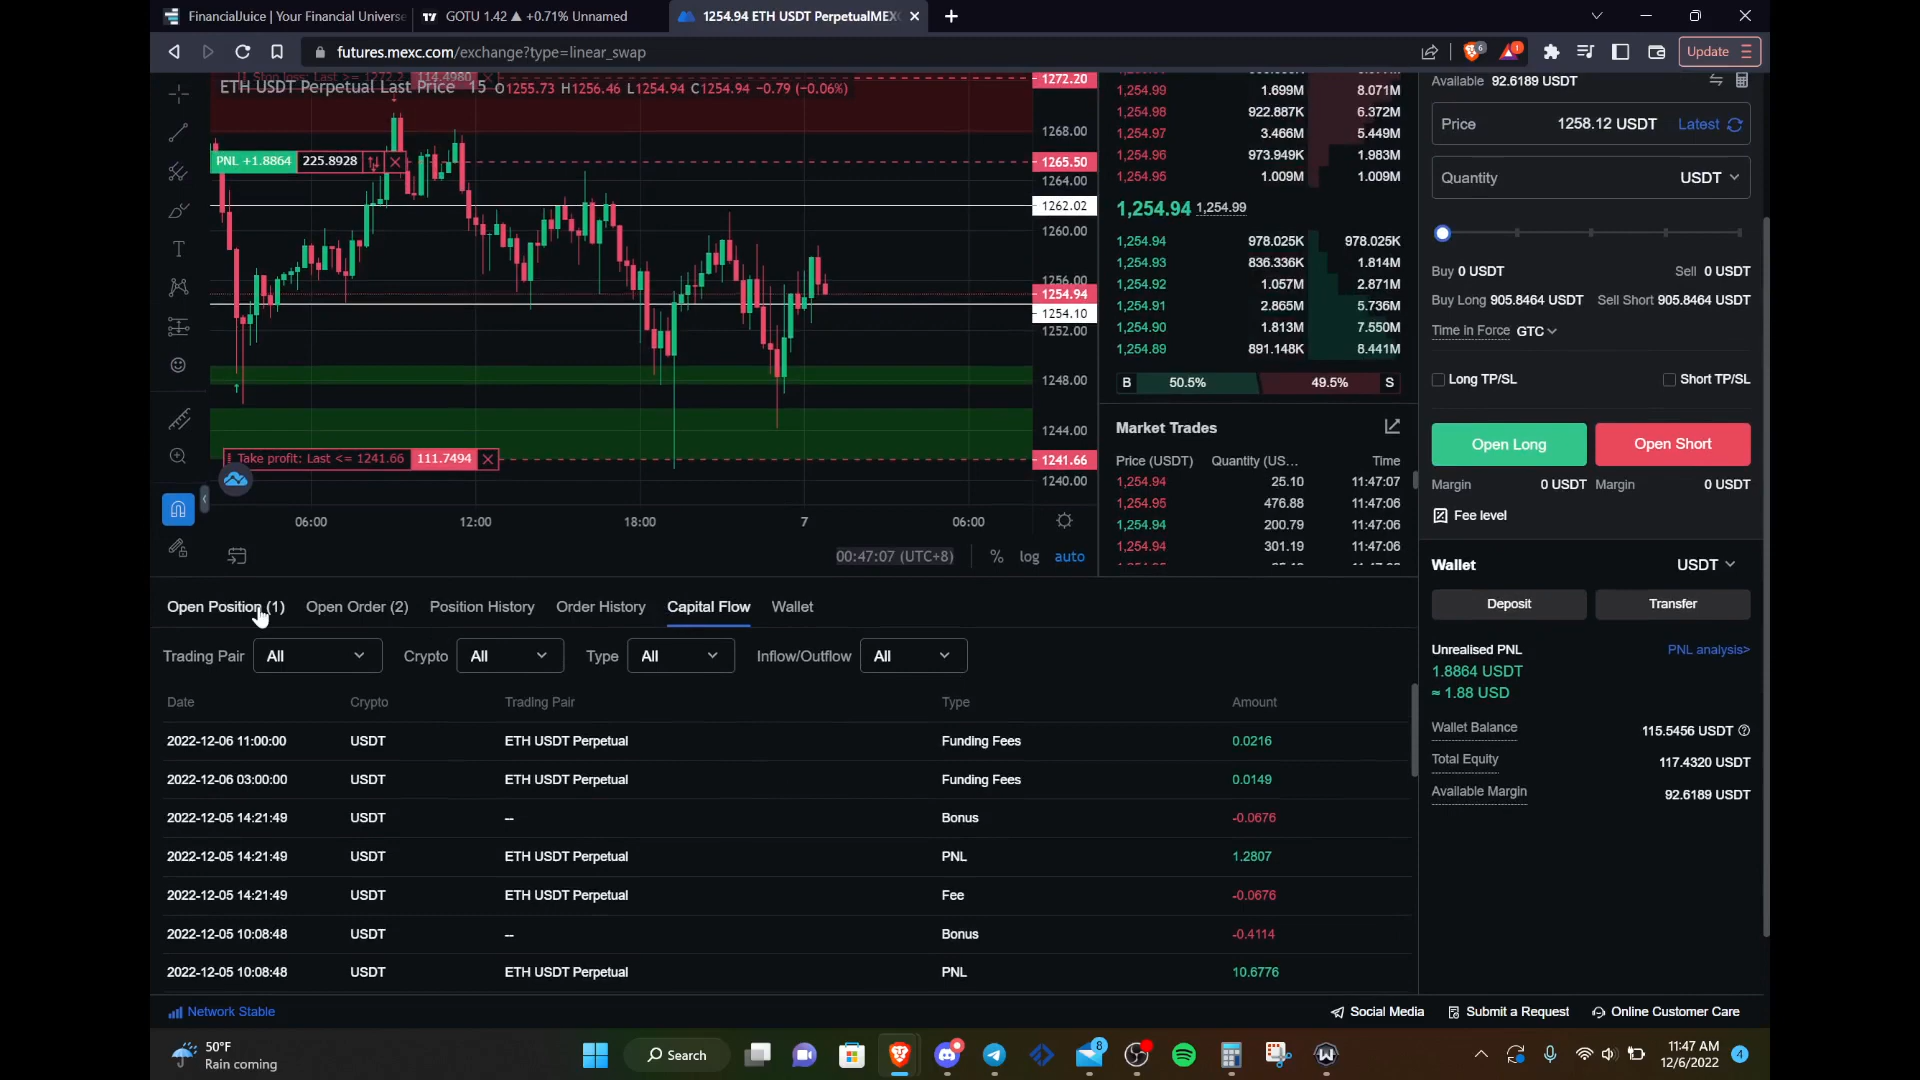 FinancialJuice | Your Financial Universe
GOTU 1.42 ▲ +0.71% Unnamed
1254.94 ETH USDT PerpetualMEXC
futures.mexc.com/exchange?type=linear_swap
6
1
Update
Stop loss: Last >= 1272.2 114.4980
ETH USDT Perpetual Last Price 15 O1255.73 H1256.46 L1254.94 C1254.94 -0.79 (-0.06%)
PNL +1.8864 225.8928
Take profit: Last <= 1241.66 111.7494
1272.20
1268.00
1265.50
1264.00
1262.02
1260.00
1256.00
1254.94
1254.10
1252.00
1248.00
1244.00
1241.66
1240.00
06:00 12:00 18:00 7 06:00
00:47:07 (UTC+8) % log auto
1,254.99 1.699M 8.071M
1,254.98 922.887K 6.372M
1,254.97 3.466M 5.449M
1,254.96 973.949K 1.983M
1,254.95 1.009M 1.009M
1,254.94 1,254.99
1,254.94 978.025K 978.025K
1,254.93 836.336K 1.814M
1,254.92 1.057M 2.871M
1,254.91 2.865M 5.736M
1,254.90 1.813M 7.550M
1,254.89 891.148K 8.441M
B 50.5% 49.5% S
Market Trades
Price (USDT) Quantity (US... Time
1,254.94 25.10 11:47:07
1,254.95 476.88 11:47:06
1,254.94 200.79 11:47:06
1,254.94 301.19 11:47:06
Available 92.6189 USDT
Price 1258.12 USDT Latest
Quantity USDT
Buy 0 USDT Sell 0 USDT
Buy Long 905.8464 USDT Sell Short 905.8464 USDT
Time in Force GTC
Long TP/SL Short TP/SL
Open Long Open Short
Margin 0 USDT Margin 0 USDT
Fee level
Wallet USDT
Deposit Transfer
Unrealised PNL PNL analysis>
1.8864 USDT
≈ 1.88 USD
Wallet Balance 115.5456 USDT
Total Equity 117.4320 USDT
Available Margin 92.6189 USDT
Open Position (1) Open Order (2) Position History Order History Capital Flow Wallet
Trading Pair All Crypto All Type All Inflow/Outflow All
Date Crypto Trading Pair Type Amount
2022-12-06 11:00:00 USDT ETH USDT Perpetual Funding Fees 0.0216
2022-12-06 03:00:00 USDT ETH USDT Perpetual Funding Fees 0.0149
2022-12-05 14:21:49 USDT -- Bonus -0.0676
2022-12-05 14:21:49 USDT ETH USDT Perpetual PNL 1.2807
2022-12-05 14:21:49 USDT ETH USDT Perpetual Fee -0.0676
2022-12-05 10:08:48 USDT -- Bonus -0.4114
2022-12-05 10:08:48 USDT ETH USDT Perpetual PNL 10.6776
Network Stable Social Media Submit a Request Online Customer Care
50°F
Rain coming
Search
8
11:47 AM
12/6/2022
4